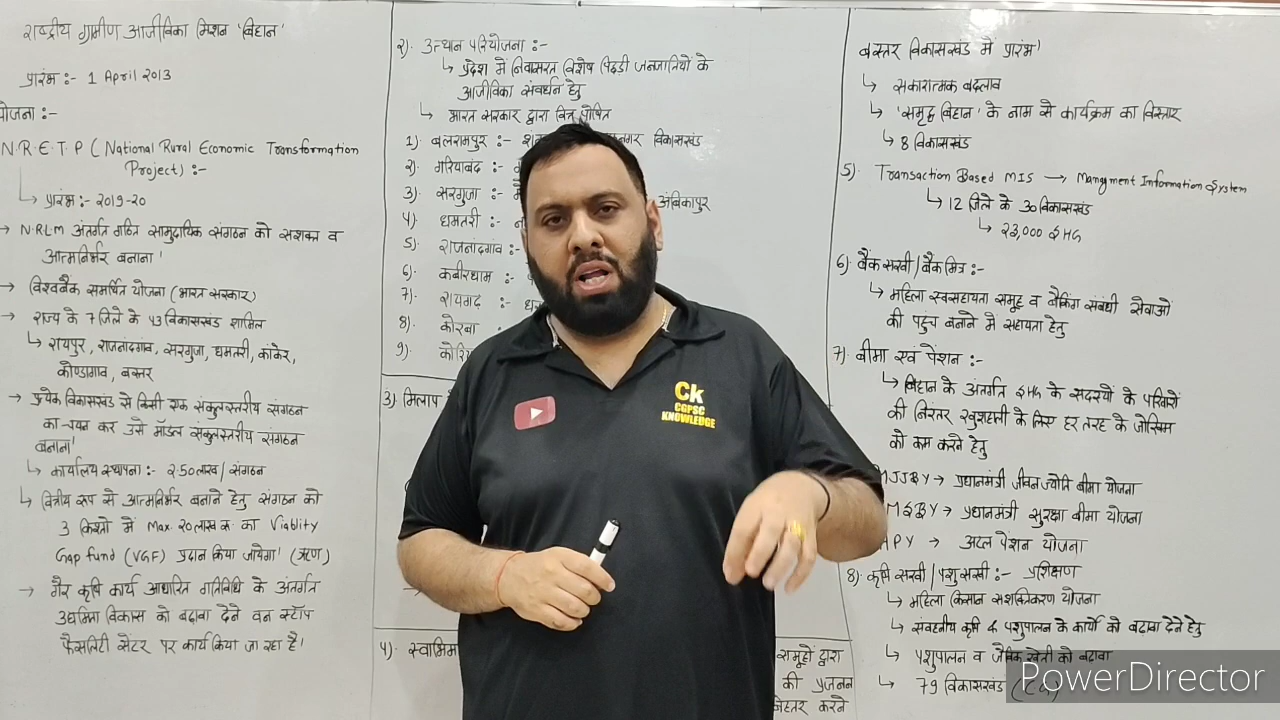 राष्ट्रीय ग्रामीण आजीविका मिशन 'बिहान'
प्रारंभ :- 1 April 2013
योजना :-
N.R.E.T.P ( National Rural Economic Transformation
Project) :-
↳ प्रारंभ :- 2019-20
→ N.R.L.M अंतर्गत गठित सामुदायिक संगठन को सशक्त व
आत्मनिर्भर बनाना।
→ विश्वबैंक समर्थित योजना (भारत सरकार)
→ राज्य के 7 जिले के 43 विकासखंड शामिल
↳ रायपुर, राजनांदगांव, सरगुजा, धमतरी, कांकेर,
कोण्डागांव, बस्तर
→ प्रत्येक विकासखंड से किसी एक संकुलस्तरीय संगठन
का चयन कर उसे मॉडल संकुलस्तरीय संगठन
बनाना।
↳ कार्यालय स्थापना :- 2.50 लाख / संगठन
↳ वित्तीय रूप से आत्मनिर्भर बनाने हेतु संगठन को
3 किश्तो में Max 20 लाख रु. का Viablity
Gap fund (VGF) प्रदान किया जायेगा। (ऋण)
→ गैर कृषि कार्य आधारित गतिविधि के अंतर्गत
उद्यमिता विकास को बढावा देने वन स्टॉप
फैसलिटी सेंटर पर कार्य किया जा रहा है।
2). उत्थान परियोजना :-
↳ प्रदेश मे निवासरत विशेष पिछड़ी जनजातियो के
आजीविका संवर्धन हेतु
↳ भारत सरकार द्वारा वित्त पोषित
1) बलरामपुर :- नगर विकासखंड
2). गरियाबंद :-
3). सरगुजा :- अंबिकापुर
4). धमतरी :-
5). राजनांदगांव :-
6). कबीरधाम :-
7). रायगढ :-
8). कोरबा :-
9). कोरिया
3). मिलाप
4). स्वाभिमा समूहो द्वारा
की प्रजनन
बेहतर करने
बस्तर विकासखंड में प्रारंभ।
↳ सकारात्मक बदलाव
↳ 'समृद्ध बिहान' के नाम से कार्यक्रम का विस्तार
↳ 8 विकासखंड
5). Transaction Based MIS → Managment Information System
↳ 12 जिले के 30 विकासखंड
↳ 23,000 SHG
6). बैंक सखी / बैंक मित्र :-
↳ महिला स्वसहायता समूह व बैंकिंग संबंधी सेवाओं
की पहुंच बनाने मे सहायता हेतु
7). बीमा एवं पेंशन :-
↳ बिहान के अंतर्गत SHG के सदस्यों के परिवारों
की निरंतर खुशहाली के लिए हर तरह के जोखिम
को कम करने हेतु
MJJBY → प्रधानमंत्री जीवन ज्योति बीमा योजना
MSBY → प्रधानमंत्री सुरक्षा बीमा योजना
APY → अटल पेंशन योजना
8). कृषि सखी / पशु सखी :- प्रशिक्षण
↳ महिला किसान सशक्तिकरण योजना
↳ संवहनीय कृषि व पशुपालन के कार्यो को बढावा देने हेतु
↳ पशुपालन व जैविक खेती को बढावा
↳ 79 विकासखंड
Ck
CGPSC
KNOWLEDGE
PowerDirector